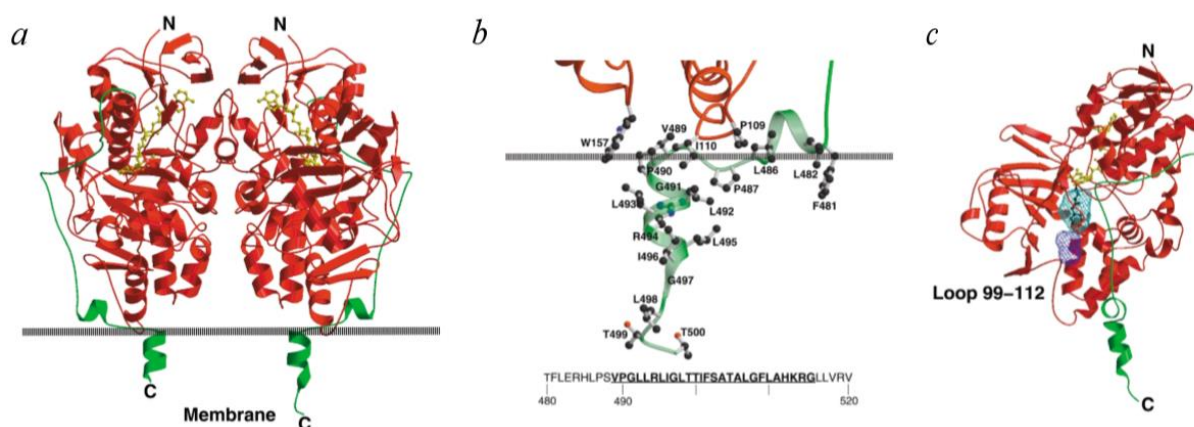 a
N N
C
C
Membrane
b
V489
P109
W157
I110
L486
L482
P490
G491
P487
L493
L492
F481
R494
L495
I496
G497
L498
T499
T500
TFLERHLPSVPGLLRLIGLTTIFSATALGFLAHKRGLLVRV
480 490 520
c
N
Loop 99–112
C